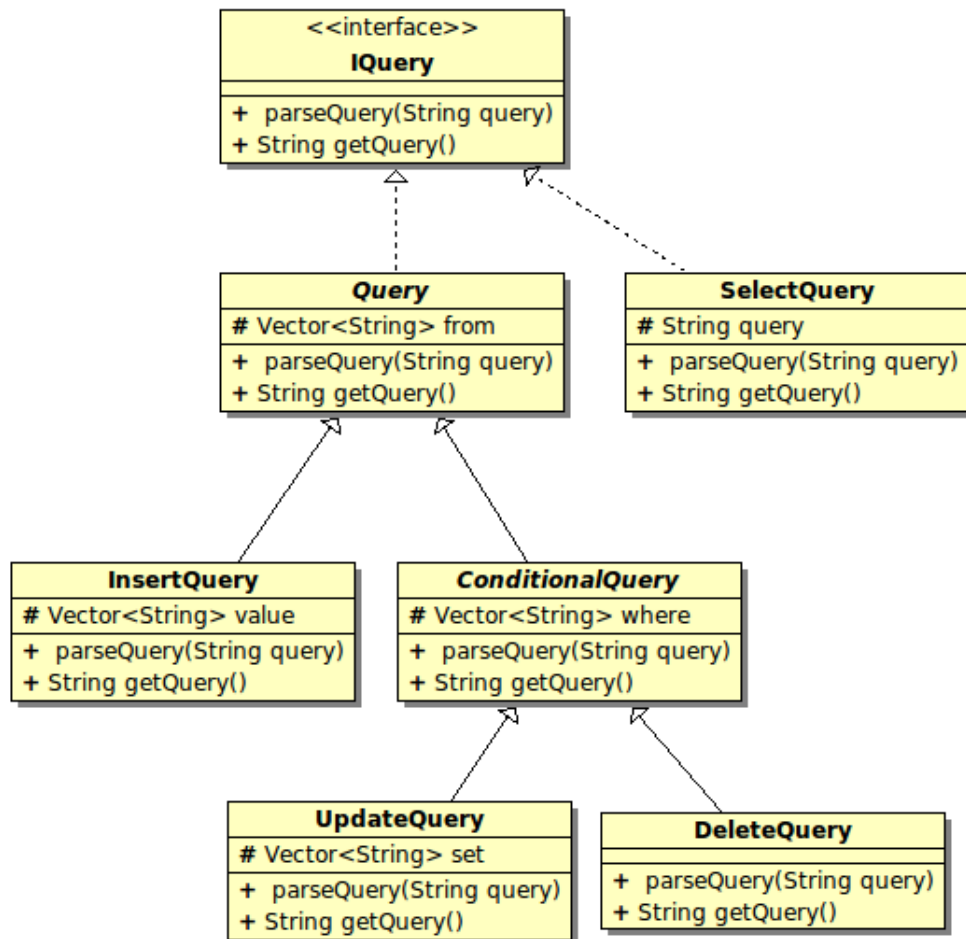 <<interface>>
IQuery
+ parseQuery(String query)
+ String getQuery()
Query
# Vector<String> from
+ parseQuery(String query)
+ String getQuery()
SelectQuery
# String query
+ parseQuery(String query)
+ String getQuery()
InsertQuery
# Vector<String> value
+ parseQuery(String query)
+ String getQuery()
ConditionalQuery
# Vector<String> where
+ parseQuery(String query)
+ String getQuery()
UpdateQuery
# Vector<String> set
+ parseQuery(String query)
+ String getQuery()
DeleteQuery
+ parseQuery(String query)
+ String getQuery()